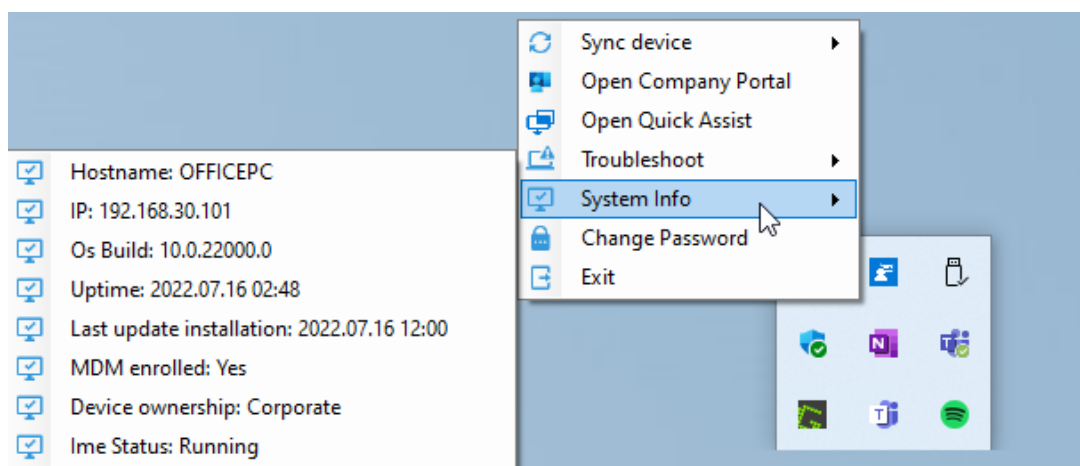 Sync device
Open Company Portal
Open Quick Assist
Troubleshoot
System Info
Change Password
Exit
Hostname: OFFICEPC
IP: 192.168.30.101
Os Build: 10.0.22000.0
Uptime: 2022.07.16 02:48
Last update installation: 2022.07.16 12:00
MDM enrolled: Yes
Device ownership: Corporate
Ime Status: Running